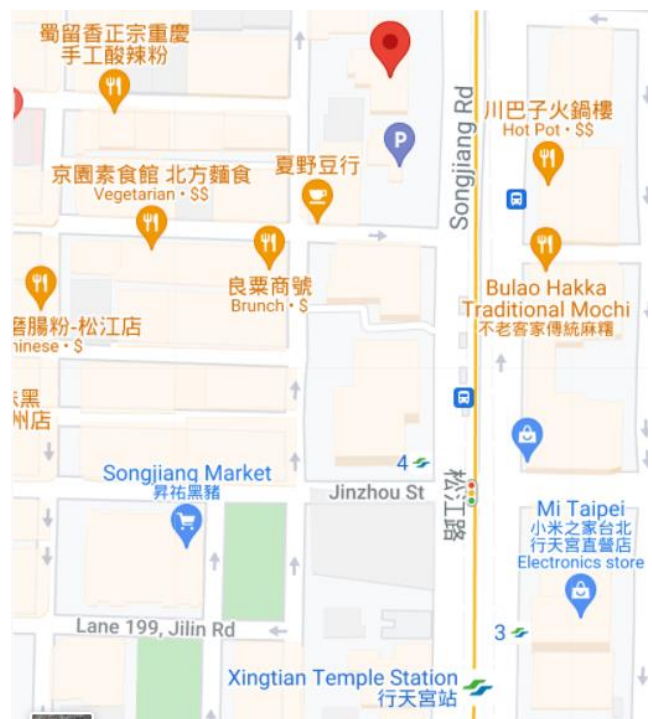 蜀留香正宗重慶
手工酸辣粉
P
Songjiang Rd
川巴子火鍋樓
Hot Pot • $$
京園素食館 北方麵食
Vegetarian • $$
夏野豆行
良粟商號
Brunch • $
Bulao Hakka
Traditional Mochi
不老客家傳統麻糬
磨腸粉-松江店
hinese • $
州店
4
松江路
Songjiang Market
昇祐黑豬
Jinzhou St
Mi Taipei
小米之家台北
行天宮直營店
Electronics store
Lane 199, Jilin Rd
3
Xingtian Temple Station
行天宮站